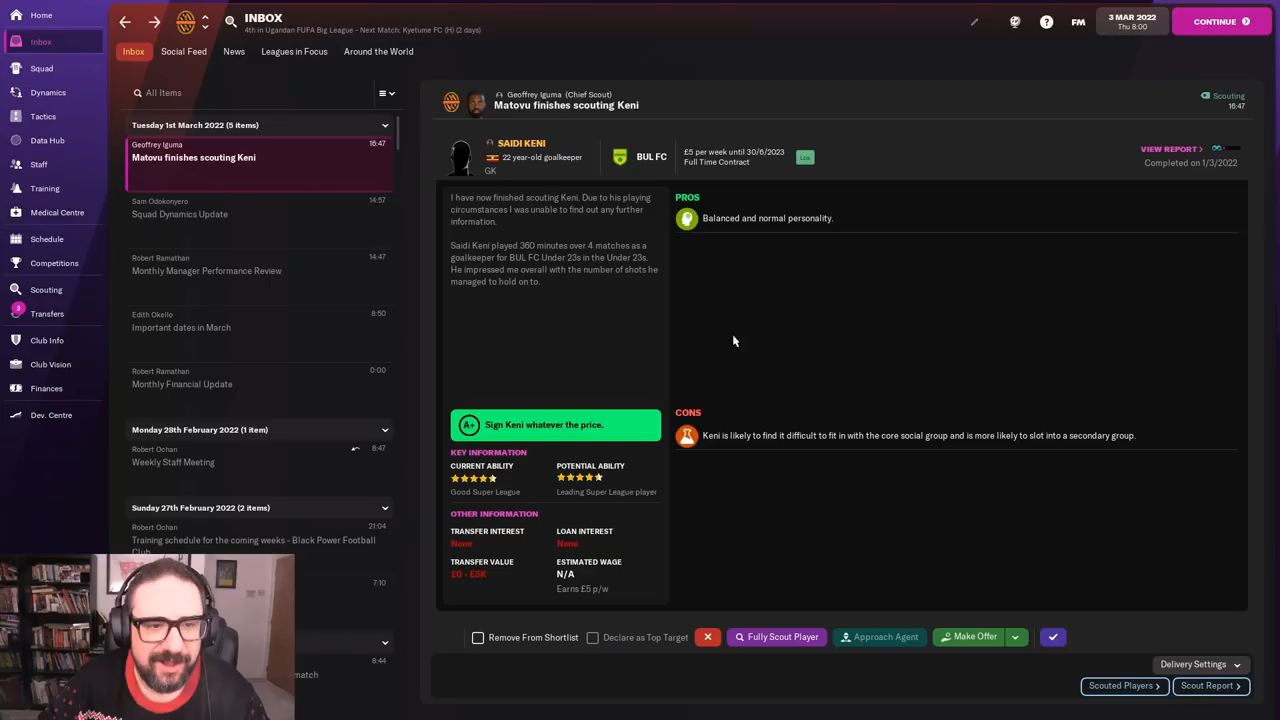 Home
Inbox
Squad
Dynamics
Tactics
Data Hub
Staff
Training
Medical Centre
Schedule
Competitions
Scouting
3
Transfers
Club Info
Club Vision
Finances
Dev. Centre
INBOX
4th in Ugandan FUFA Big League - Next Match: Kyetume FC (H) (2 days)
FM
3 MAR 2022
Thu 8:00
CONTINUE
Inbox
Social Feed
News
Leagues in Focus
Around the World
All Items
Tuesday 1st March 2022 (5 items)
Geoffrey Iguma
16:47
Matovu finishes scouting Keni
Sam Odokonyero
14:57
Squad Dynamics Update
Robert Ramathan
14:47
Monthly Manager Performance Review
Edith Okello
8:50
Important dates in March
Robert Ramathan
0:00
Monthly Financial Update
Monday 28th February 2022 (1 item)
Robert Ochan
8:47
Weekly Staff Meeting
Sunday 27th February 2022 (2 items)
Robert Ochan
21:04
Training schedule for the coming weeks - Black Power Football
Club
7:10
8:44
match
Geoffrey Iguma (Chief Scout)
Matovu finishes scouting Keni
Scouting
16:47
SAIDI KENI
22 year-old goalkeeper
GK
BUL FC
£5 per week until 30/6/2023
Full Time Contract
Loa
VIEW REPORT >
Completed on 1/3/2022
I have now finished scouting Keni. Due to his playing
circumstances I was unable to find out any further
information.
Saidi Keni played 360 minutes over 4 matches as a
goalkeeper for BUL FC Under 23s in the Under 23s.
He impressed me overall with the number of shots he
managed to hold on to.
A+
Sign Keni whatever the price.
KEY INFORMATION
CURRENT ABILITY
POTENTIAL ABILITY
Good Super League
Leading Super League player
OTHER INFORMATION
TRANSFER INTEREST
LOAN INTEREST
None
None
TRANSFER VALUE
ESTIMATED WAGE
£0 - £5K
N/A
Earns £5 p/w
PROS
Balanced and normal personality.
CONS
Keni is likely to find it difficult to fit in with the core social group and is more likely to slot into a secondary group.
Remove From Shortlist
Declare as Top Target
Fully Scout Player
Approach Agent
Make Offer
Delivery Settings
Scouted Players >
Scout Report >